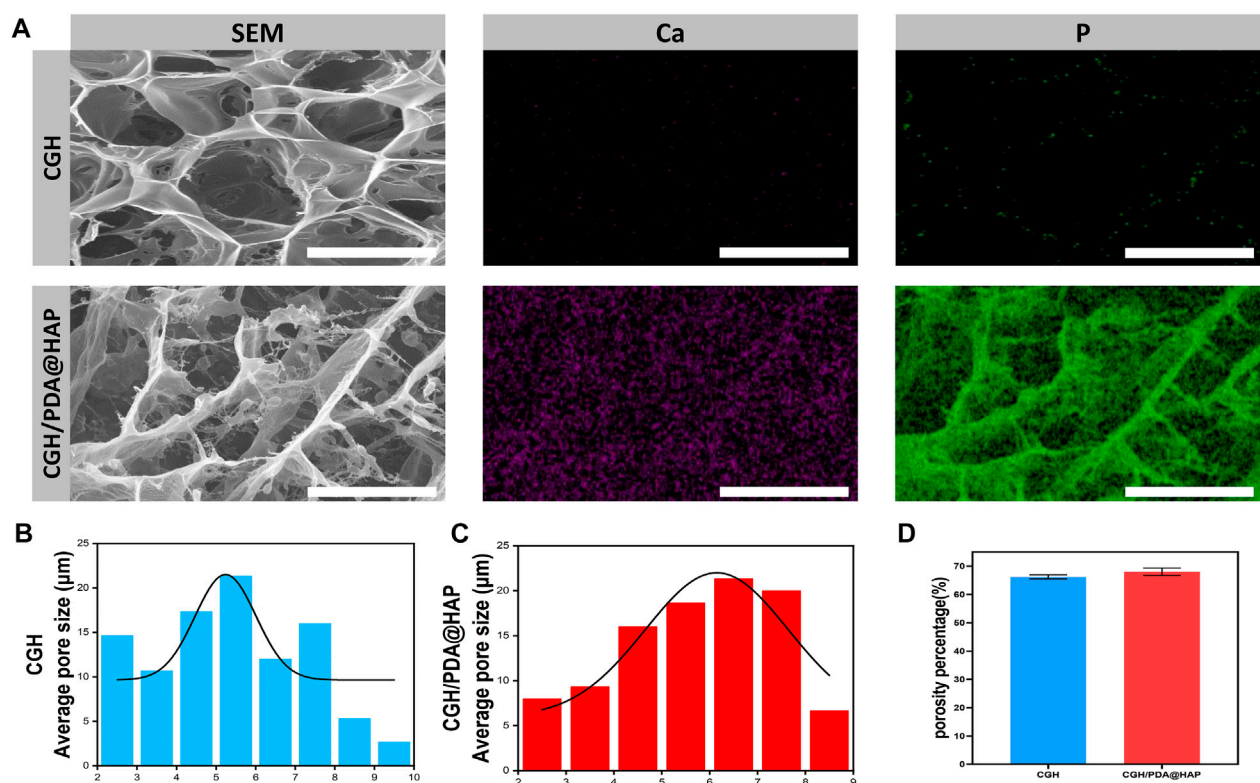 A
SEM
Ca
P
CGH
CGH/PDA@HAP
B
CGH
Average pore size (µm)
25
20
15
10
5
0
2 3 4 5 6 7 8 9 10
C
CGH/PDA@HAP
Average pore size (µm)
25
20
15
10
5
0
2 3 4 5 6 7 8 9
D
porosity percentage(%)
70
60
50
40
30
20
10
0
CGH CGH/PDA@HAP